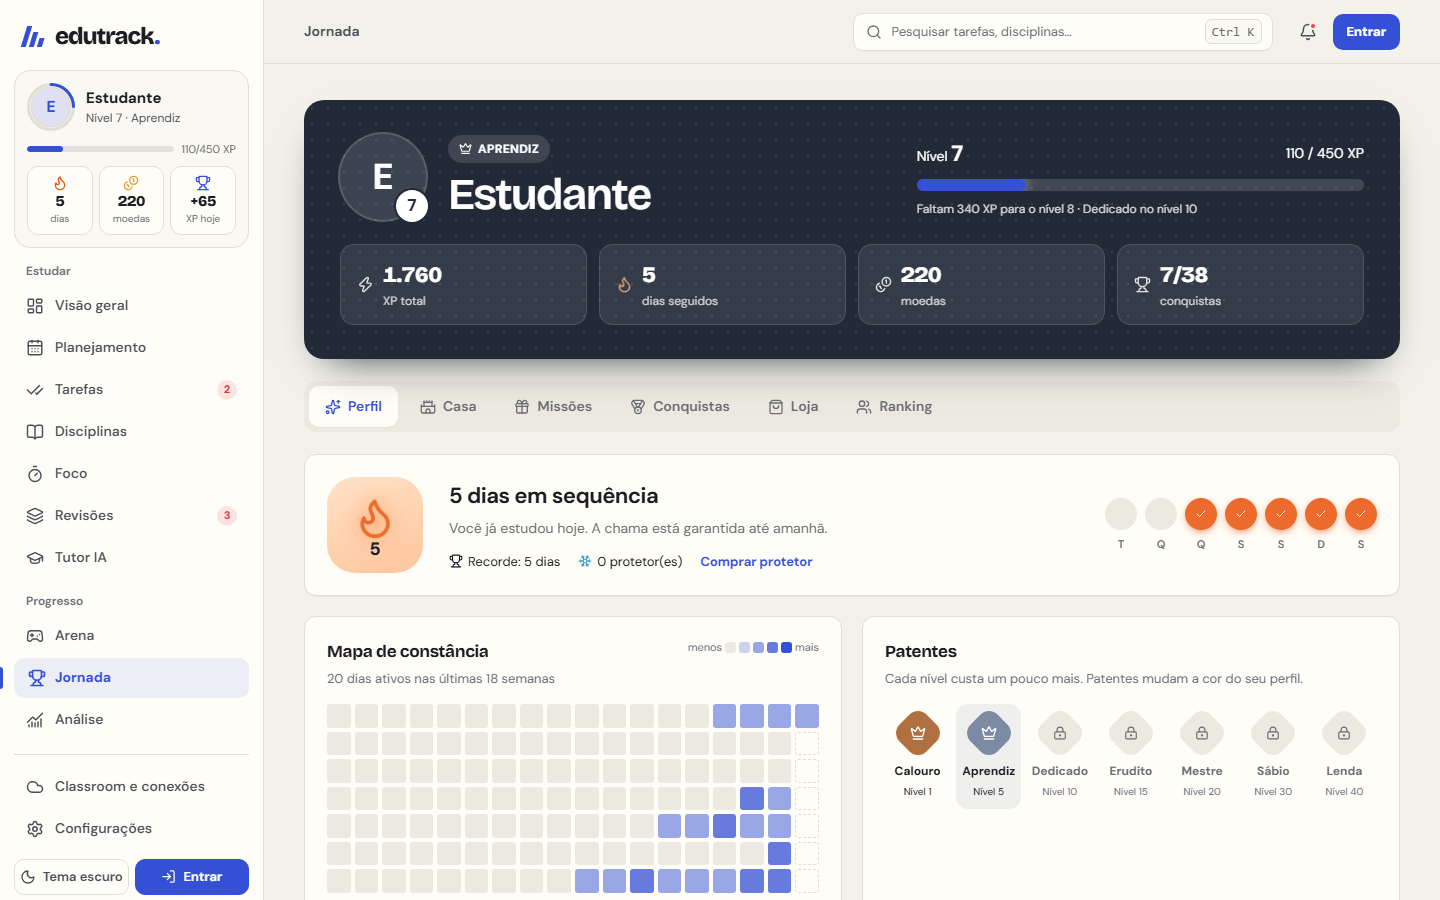 edutrack.
E
Estudante
Nível 7 · Aprendiz
110/450 XP
5
dias
220
moedas
+65
XP hoje
Estudar
Visão geral
Planejamento
Tarefas
2
Disciplinas
Foco
Revisões
3
Tutor IA
Progresso
Arena
Jornada
Análise
Classroom e conexões
Configurações
Tema escuro
Entrar
Jornada
Pesquisar tarefas, disciplinas...
Ctrl K
Entrar
E
7
APRENDIZ
Estudante
Nível 7
110 / 450 XP
Faltam 340 XP para o nível 8 · Dedicado no nível 10
1.760
XP total
5
dias seguidos
220
moedas
7/38
conquistas
Perfil
Casa
Missões
Conquistas
Loja
Ranking
5
5 dias em sequência
Você já estudou hoje. A chama está garantida até amanhã.
Recorde: 5 dias
0 protetor(es)
Comprar protetor
T Q Q S S D S
Mapa de constância
menos
mais
20 dias ativos nas últimas 18 semanas
Patentes
Cada nível custa um pouco mais. Patentes mudam a cor do seu perfil.
Calouro
Nível 1
Aprendiz
Nível 5
Dedicado
Nível 10
Erudito
Nível 15
Mestre
Nível 20
Sábio
Nível 30
Lenda
Nível 40